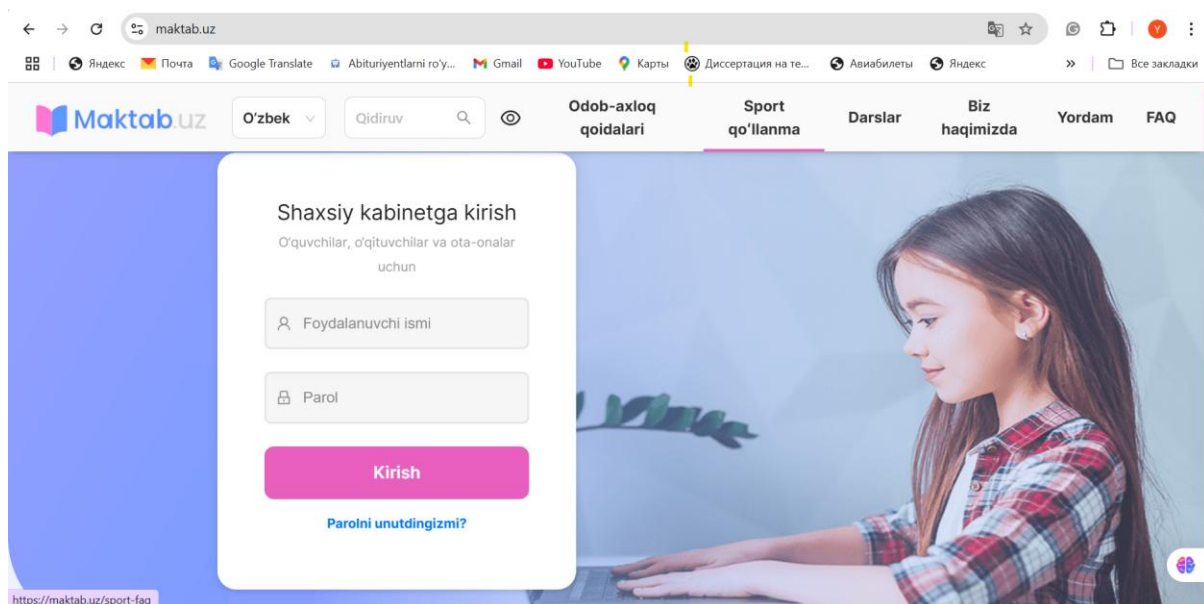 maktab.uz
Яндекс Почта Google Translate Abituriyentlarni ro'y... Gmail YouTube Карты Диссертация на те... Авиабилеты Яндекс » Все закладки
Maktab.uz O‘zbek Qidiruv Odob-axloq qoidalari Sport qo‘llanma Darslar Biz haqimizda Yordam FAQ
Shaxsiy kabinetga kirish
O‘quvchilar, o‘qituvchilar va ota-onalar
uchun
Foydalanuvchi ismi
Parol
Kirish
Parolni unutdingizmi?
https://maktab.uz/sport-faq